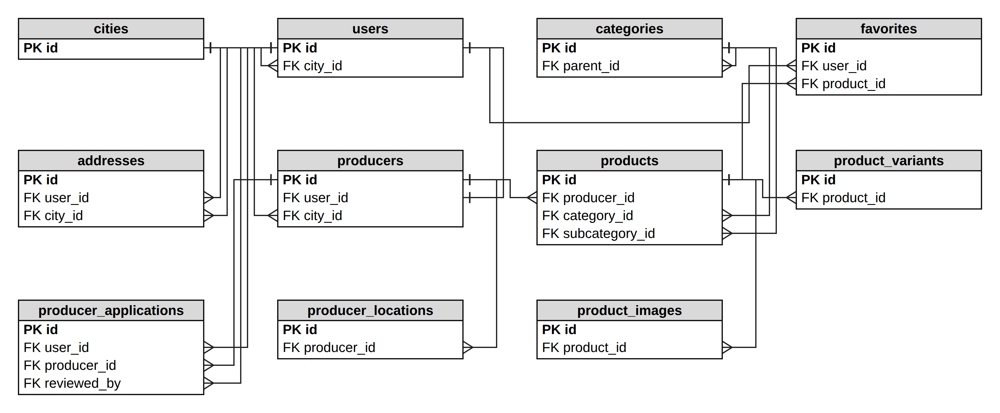 cities
PK id
users
PK id
FK city_id
categories
PK id
FK parent_id
favorites
PK id
FK user_id
FK product_id
addresses
PK id
FK user_id
FK city_id
producers
PK id
FK user_id
FK city_id
products
PK id
FK producer_id
FK category_id
FK subcategory_id
product_variants
PK id
FK product_id
producer_applications
PK id
FK user_id
FK producer_id
FK reviewed_by
producer_locations
PK id
FK producer_id
product_images
PK id
FK product_id